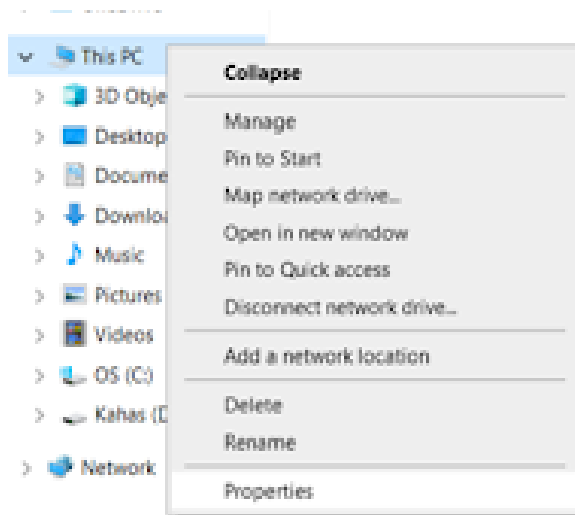 This PC
Collapse
3D Obje
Manage
Desktop
Pin to Start
Docume
Map network drive...
Downloa
Open in new window
Music
Pin to Quick access
Pictures
Disconnect network drive...
Videos
Add a network location
OS (C:)
Delete
Kahas (D
Rename
Network
Properties